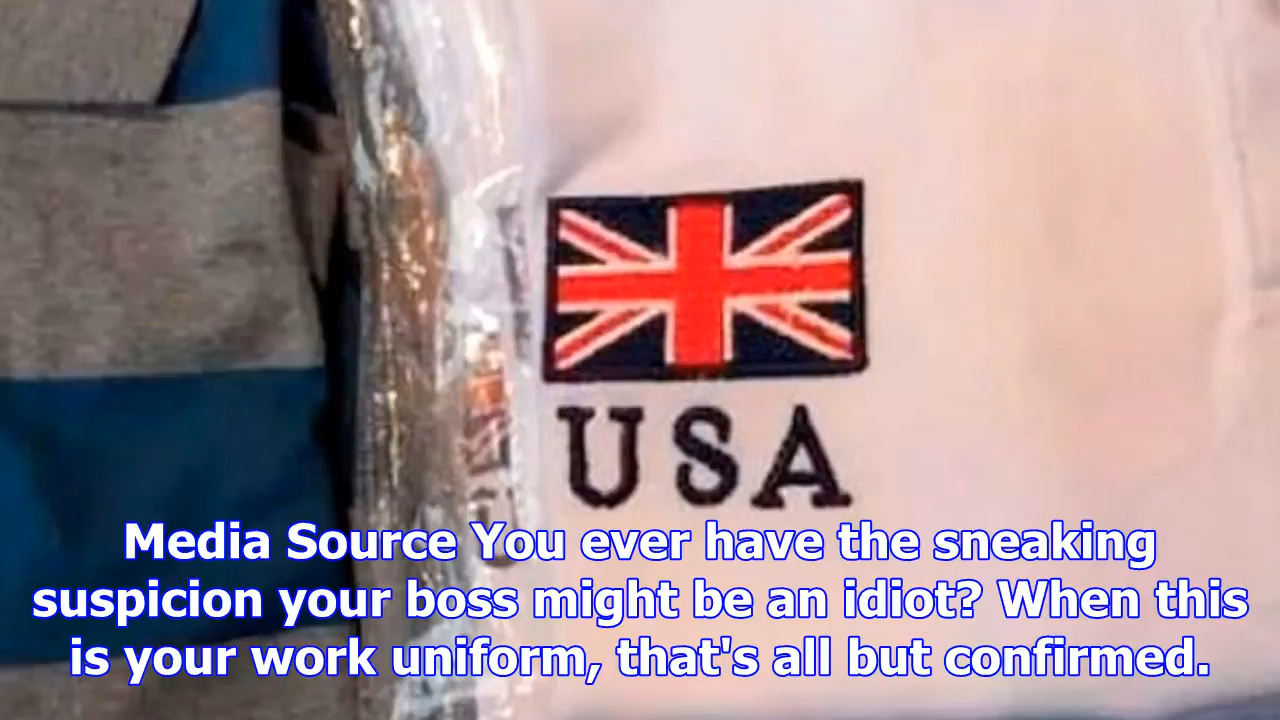 USA
Media Source You ever have the sneaking
suspicion your boss might be an idiot? When this
is your work uniform, that's all but confirmed.